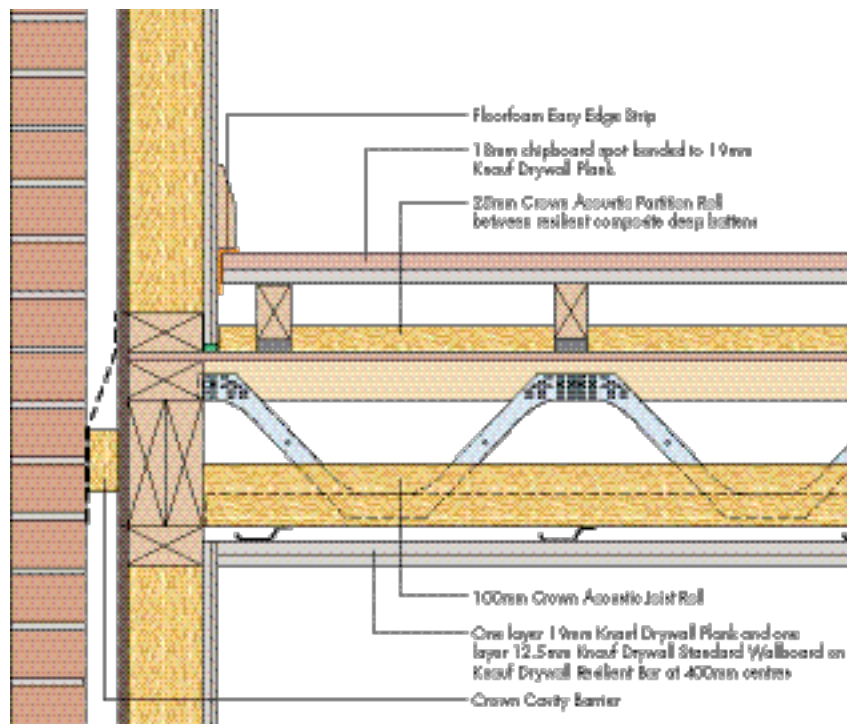 Floorfoam Easy Edge Strip
18mm chipboard spot bonded to 19mm
Knauf Drywall Plank
25mm Crown Acoustic Partition Roll
between resilient composite deep battens
100mm Crown Acoustic Joist Roll
One layer 19mm Knauf Drywall Plank and one
layer 12.5mm Knauf Drywall Standard Wallboard on
Knauf Drywall Resilient Bar at 400mm centres
Crown Cavity Barrier